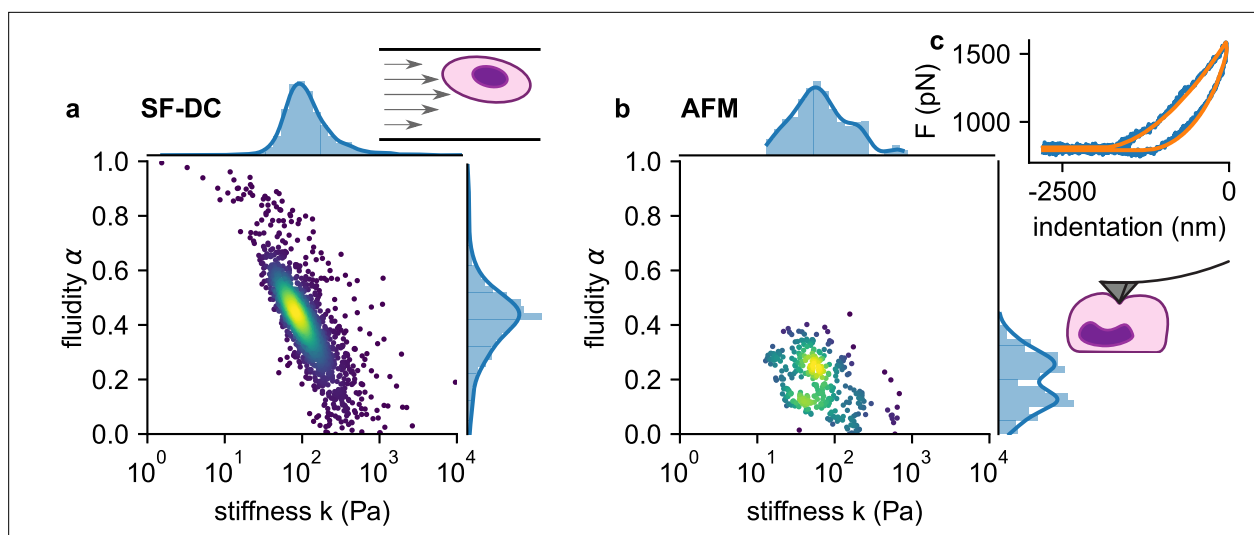 a SF-DC
1.0
0.8
0.6
0.4
0.2
0.0
fluidity α
10⁰ 10¹ 10² 10³ 10⁴
stiffness k (Pa)
b AFM
1.0
0.8
0.6
0.4
0.2
0.0
fluidity α
10⁰ 10¹ 10² 10³ 10⁴
stiffness k (Pa)
c
1500
1000
F (pN)
-2500 0
indentation (nm)